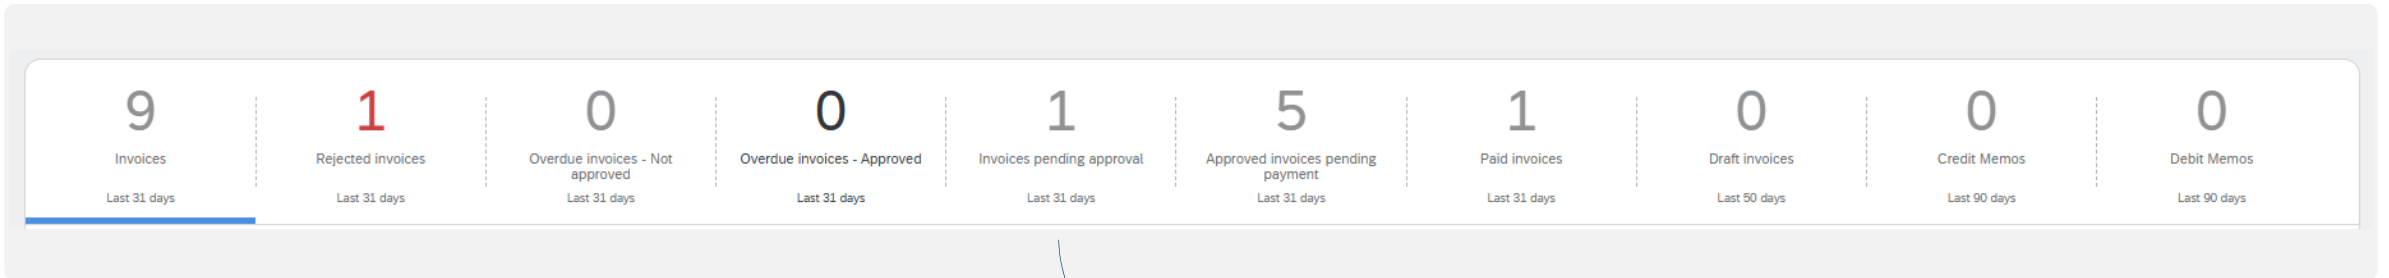 9
Invoices
Last 31 days
1
Rejected invoices
Last 31 days
0
Overdue invoices - Not
approved
Last 31 days
0
Overdue invoices - Approved
Last 31 days
1
Invoices pending approval
Last 31 days
5
Approved invoices pending
payment
Last 31 days
1
Paid invoices
Last 31 days
0
Draft invoices
Last 50 days
0
Credit Memos
Last 90 days
0
Debit Memos
Last 90 days